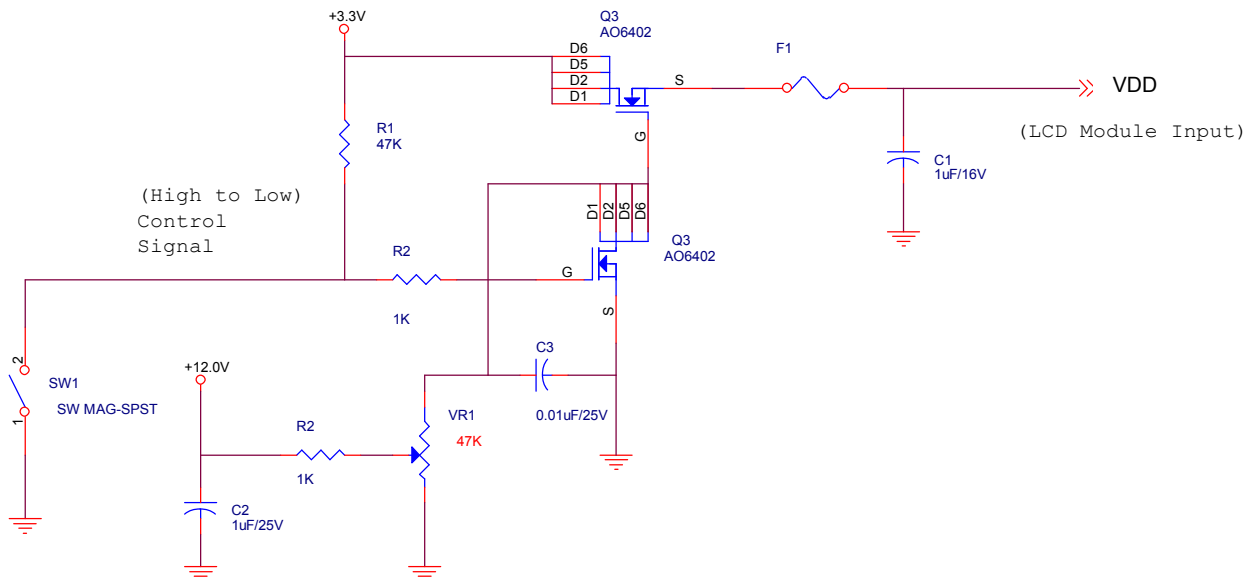 +3.3V
Q3
AO6402
D6
D5
D2
D1
S
G
F1
VDD
(LCD Module Input)
R1
47K
C1
1uF/16V
(High to Low)
Control
Signal
D1
D2
D5
D6
Q3
AO6402
R2
1K
G
S
2
1
SW1
SW MAG-SPST
+12.0V
C3
0.01uF/25V
R2
1K
VR1
47K
C2
1uF/25V